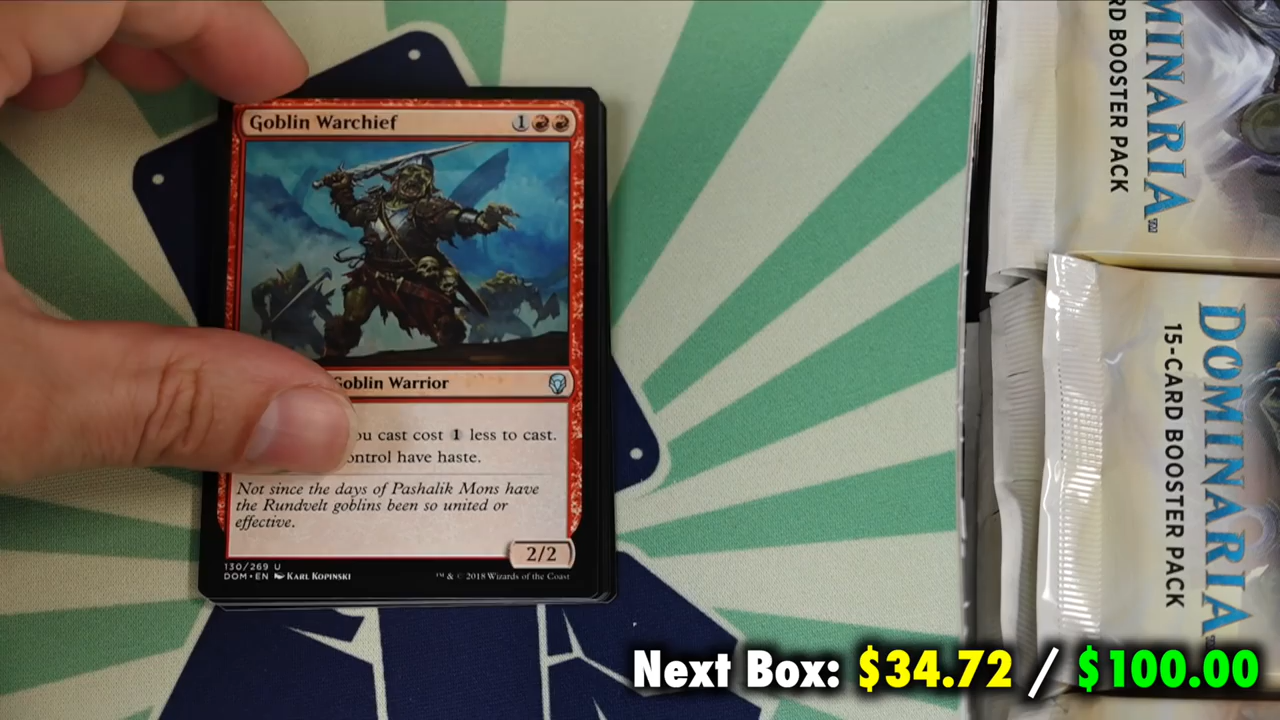 Goblin Warchief 1
Goblin Warrior
ou cast cost 1 less to cast.
ontrol have haste.
Not since the days of Pashalik Mons have
the Rundvelt goblins been so united or
effective.
2/2
130/269 U
DOM • EN Karl Kopinski
™ & © 2018 Wizards of the Coast
MINARIA™
RD BOOSTER PACK
DOMINARIA
15-CARD BOOSTER PACK
Next Box: $34.72 / $100.00